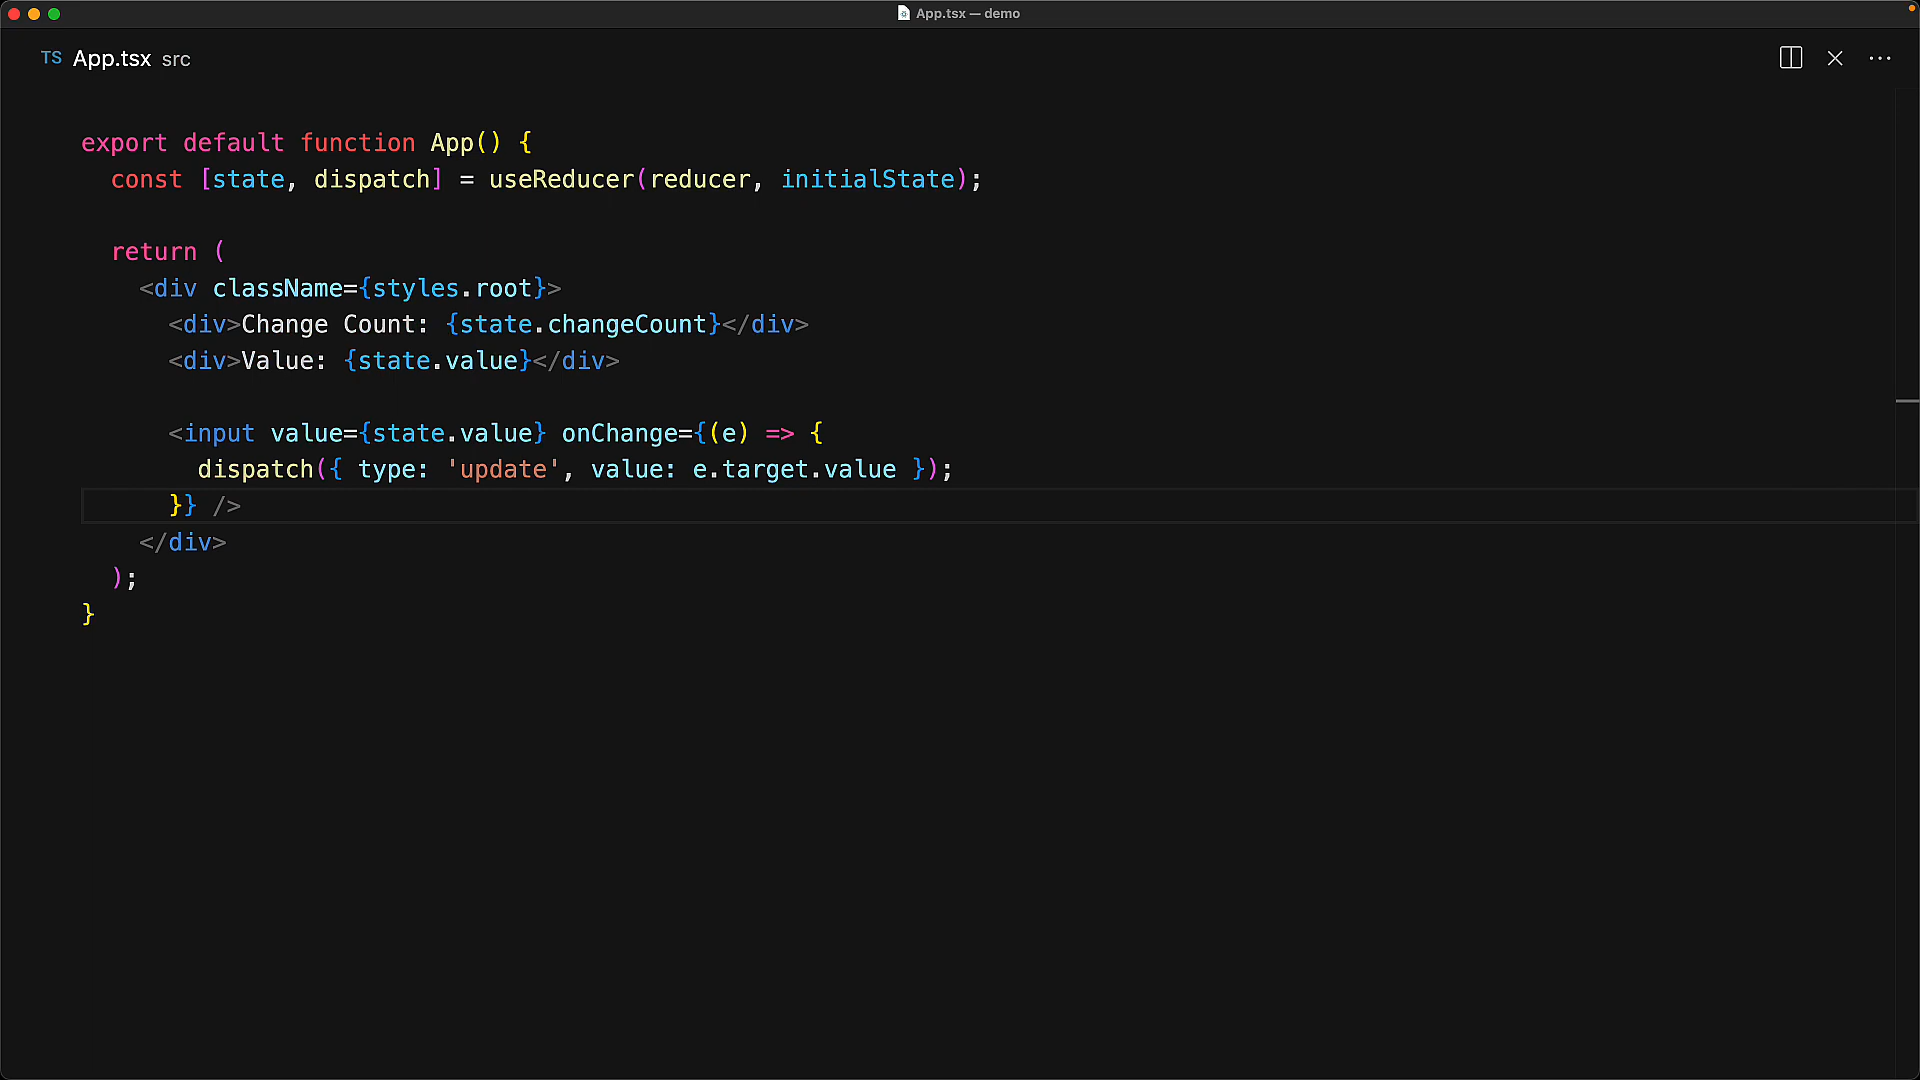 App.tsx — demo
TS App.tsx src
export default function App() {
  const [state, dispatch] = useReducer(reducer, initialState);
  return (
    <div className={styles.root}>
      <div>Change Count: {state.changeCount}</div>
      <div>Value: {state.value}</div>
      <input value={state.value} onChange={(e) => {
        dispatch({ type: 'update', value: e.target.value });
      }} />
    </div>
  );
}